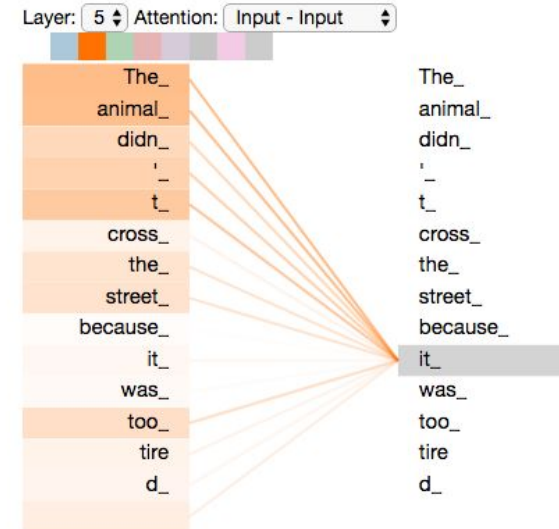 Layer: 5 Attention: Input - Input
The_ The_
animal_ animal_
didn_ didn_
'_ '_
t_ t_
cross_ cross_
the_ the_
street_ street_
because_ because_
it_ it_
was_ was_
too_ too_
tire tire
d_ d_